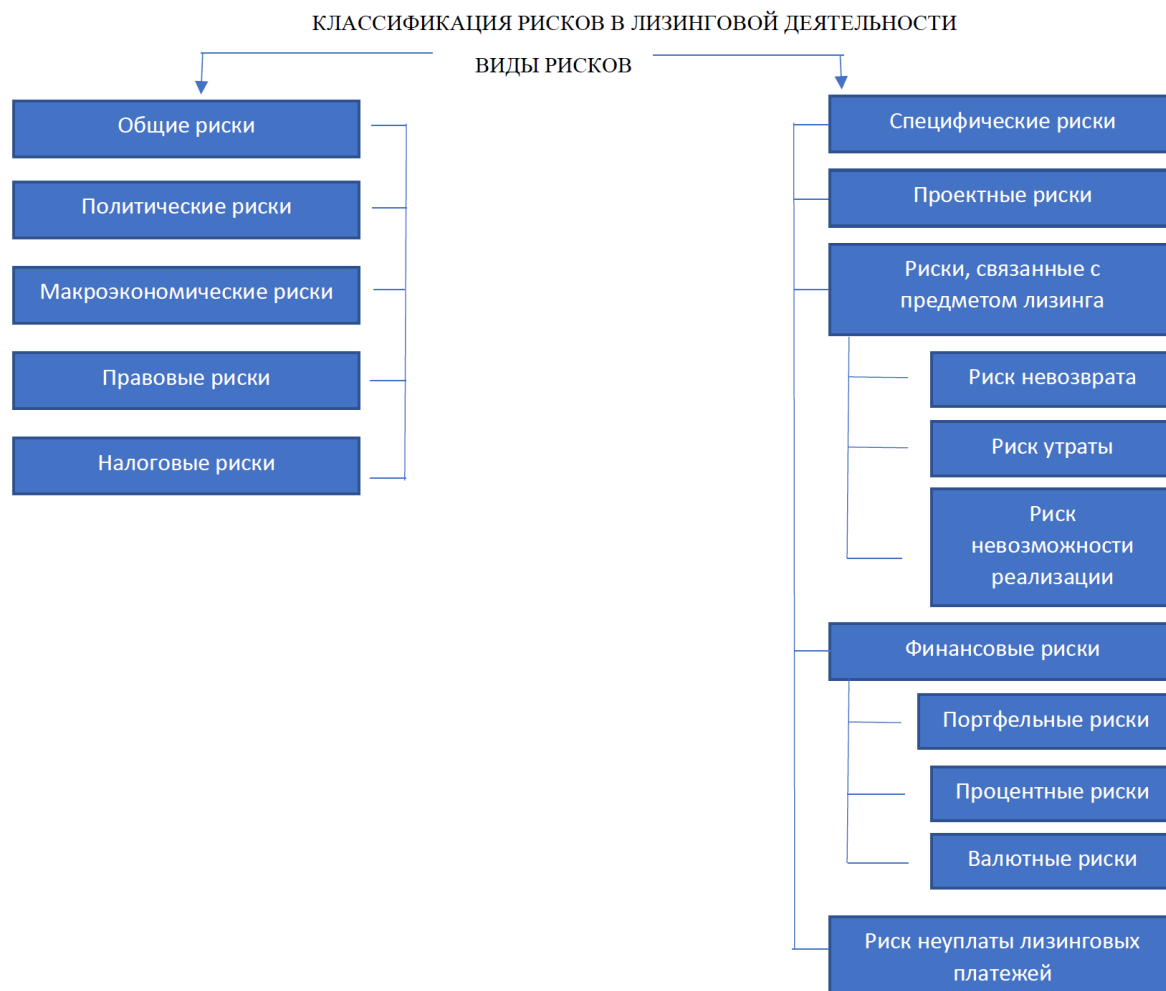 КЛАССИФИКАЦИЯ РИСКОВ В ЛИЗИНГОВОЙ ДЕЯТЕЛЬНОСТИ
ВИДЫ РИСКОВ
Общие риски
Политические риски
Макроэкономические риски
Правовые риски
Налоговые риски
Специфические риски
Проектные риски
Риски, связанные с
предметом лизинга
Риск невозврата
Риск утраты
Риск
невозможности
реализации
Финансовые риски
Портфельные риски
Процентные риски
Валютные риски
Риск неуплаты лизинговых
платежей